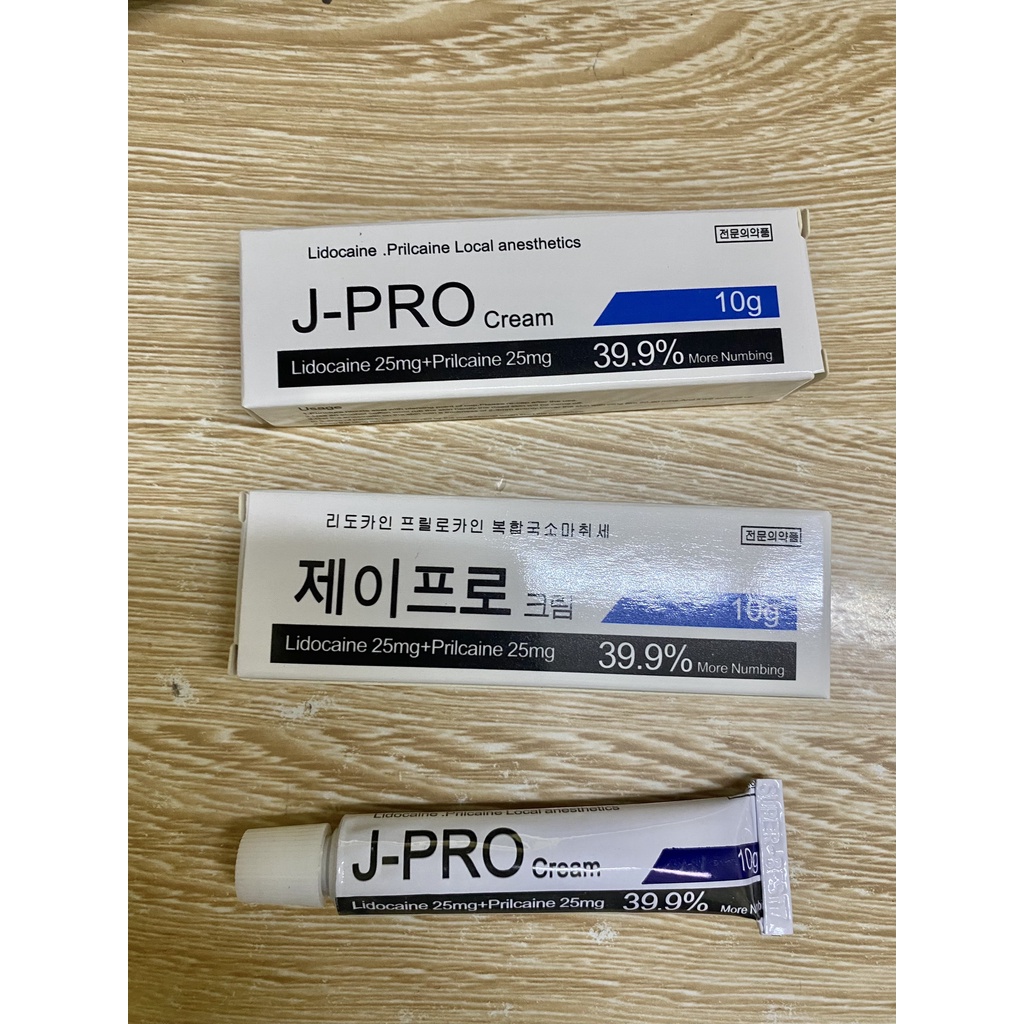 Lidocaine .Prilcaine Local anesthetics
전문의약품
J-PRO Cream
10g
Lidocaine 25mg+Prilcaine 25mg
39.9% More Numbing
Usage
리도카인 프릴로카인 복합국소마취세
전문의약품
제이프로 크림
10g
Lidocaine 25mg+Prilcaine 25mg
39.9% More Numbing
Lidocaine .Prilcaine Local anesthetics
J-PRO Cream
10g
Lidocaine 25mg+Prilcaine 25mg
39.9% More